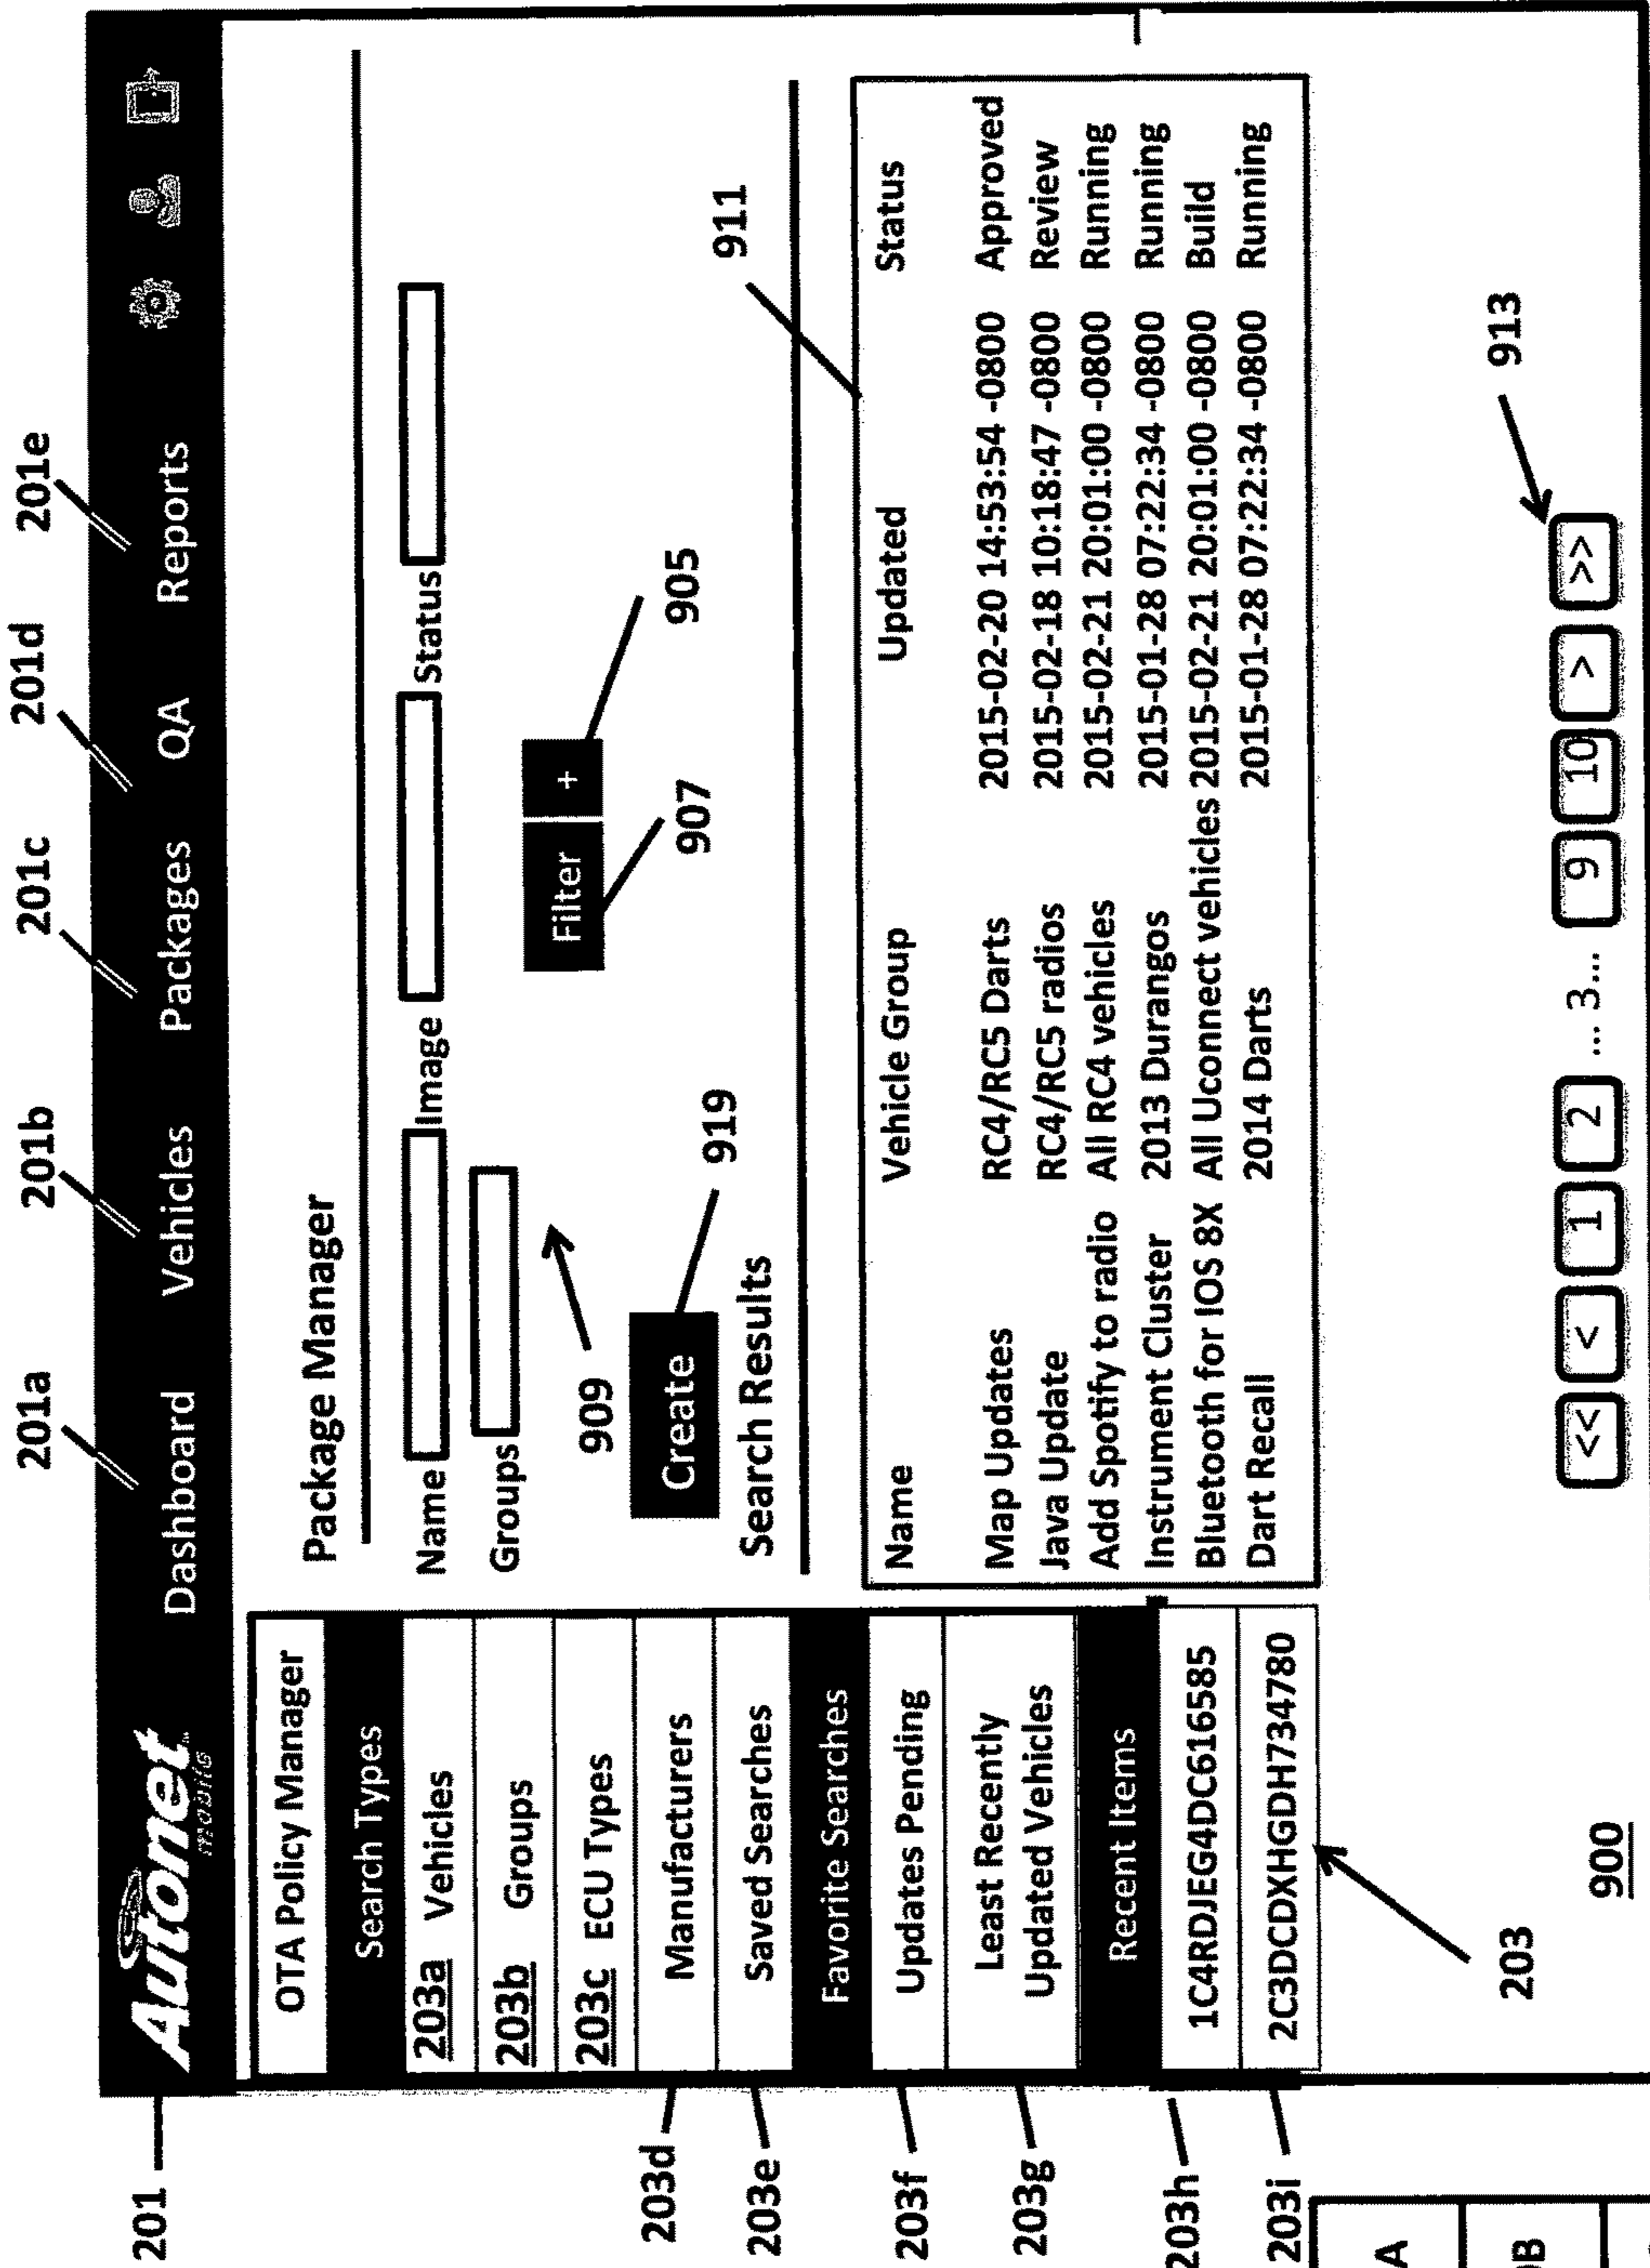 201a 201b 201c 201d 201e
201 Autonet Dashboard Vehicles Packages QA Reports
mobile
OTA Policy Manager
Search Types
203a Vehicles
203b Groups
203c ECU Types
203d Manufacturers
203e Saved Searches
Favorite Searches
203f Updates Pending
203g Least Recently
Updated Vehicles
Recent Items
203h 1C4RDJEG4DC616585
203i 2C3DCDXHGDH734780
203
Package Manager
Name Image Status
Groups
909
Filter +
907 905
Create 919
Search Results
911
Name Vehicle Group Updated Status
Map Updates RC4/RC5 Darts 2015-02-20 14:53:54 -0800 Approved
Java Update RC4/RC5 radios 2015-02-18 10:18:47 -0800 Review
Add Spotify to radio All RC4 vehicles 2015-02-21 20:01:00 -0800 Running
Instrument Cluster 2013 Durangos 2015-01-28 07:22:34 -0800 Running
Bluetooth for IOS 8X All Uconnect vehicles 2015-02-21 20:01:00 -0800 Build
Dart Recall 2014 Darts 2015-01-28 07:22:34 -0800 Running
913
<< < 1 2 ... 3... 9 10 > >>
900